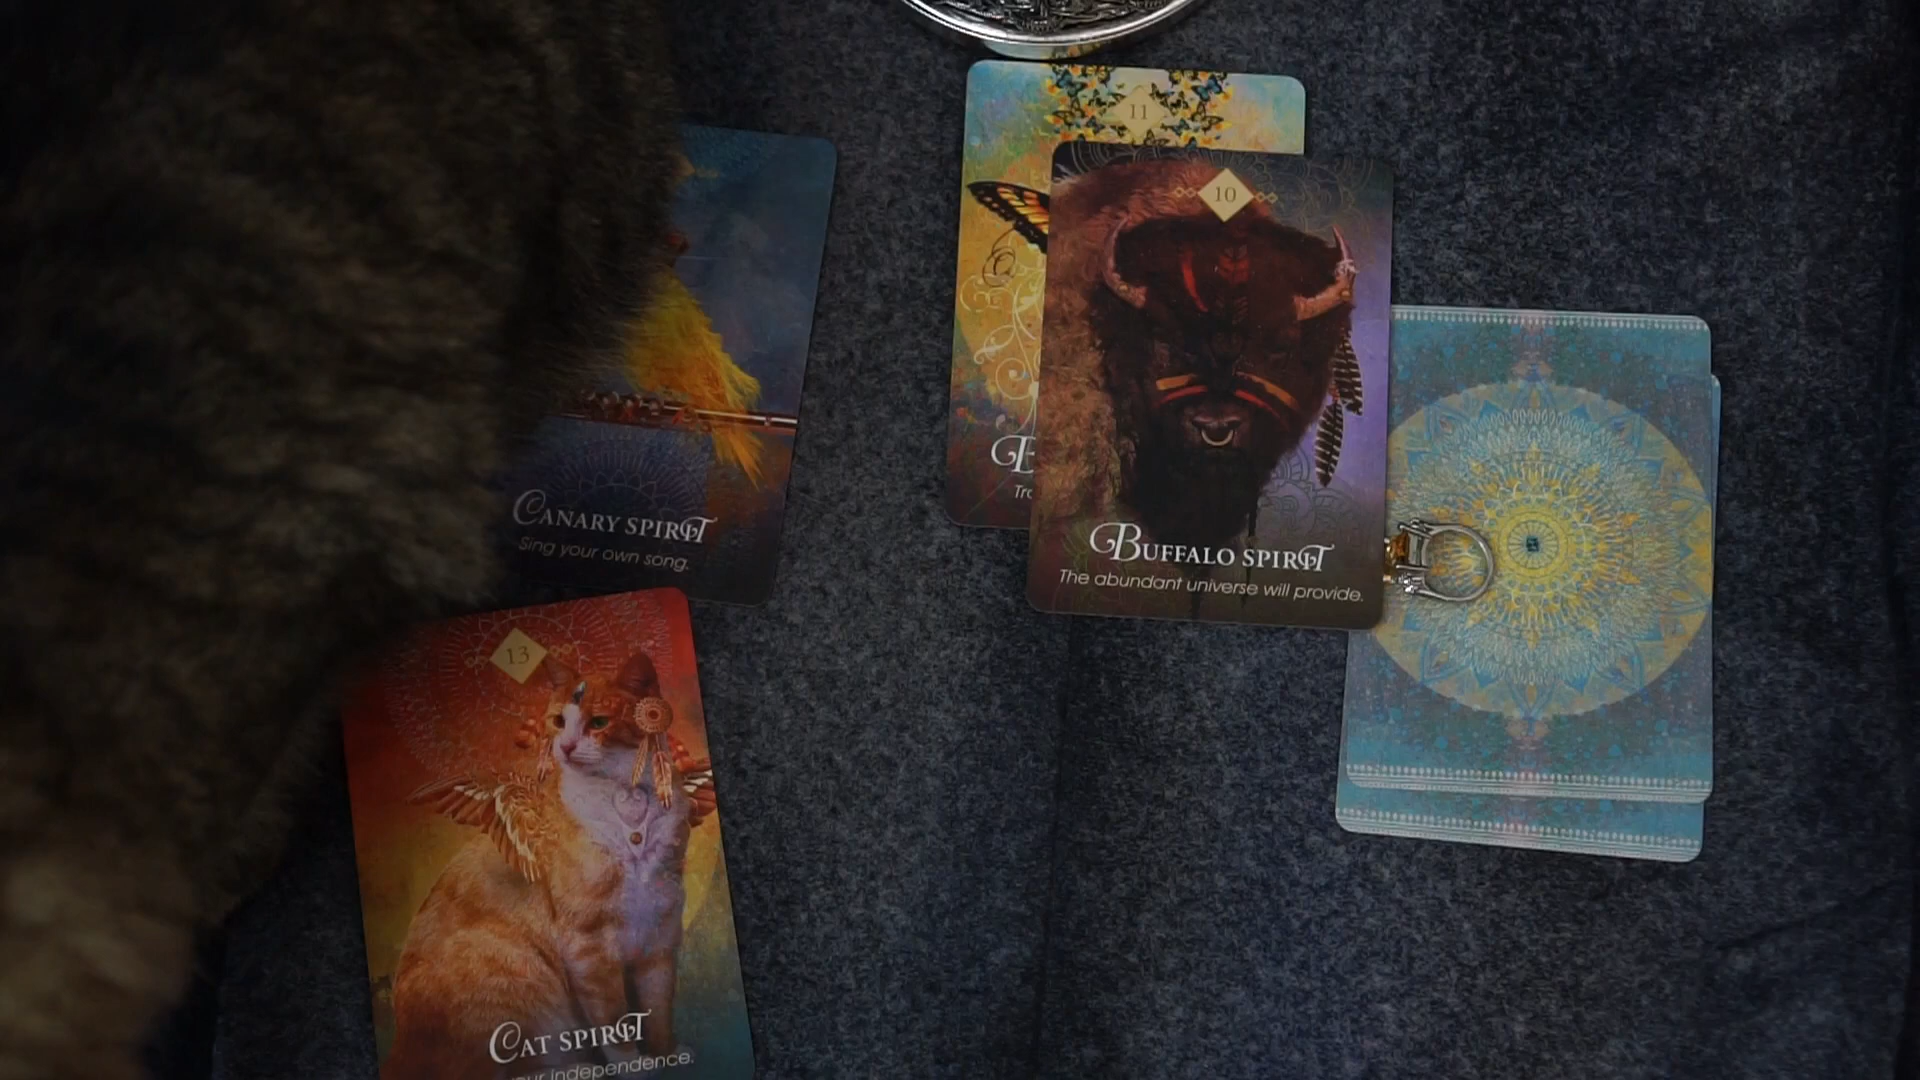 11
10
CANARY SPIRIT
Sing your own song.
BUFFALO SPIRIT
The abundant universe will provide.
13
CAT SPIRIT
independence.